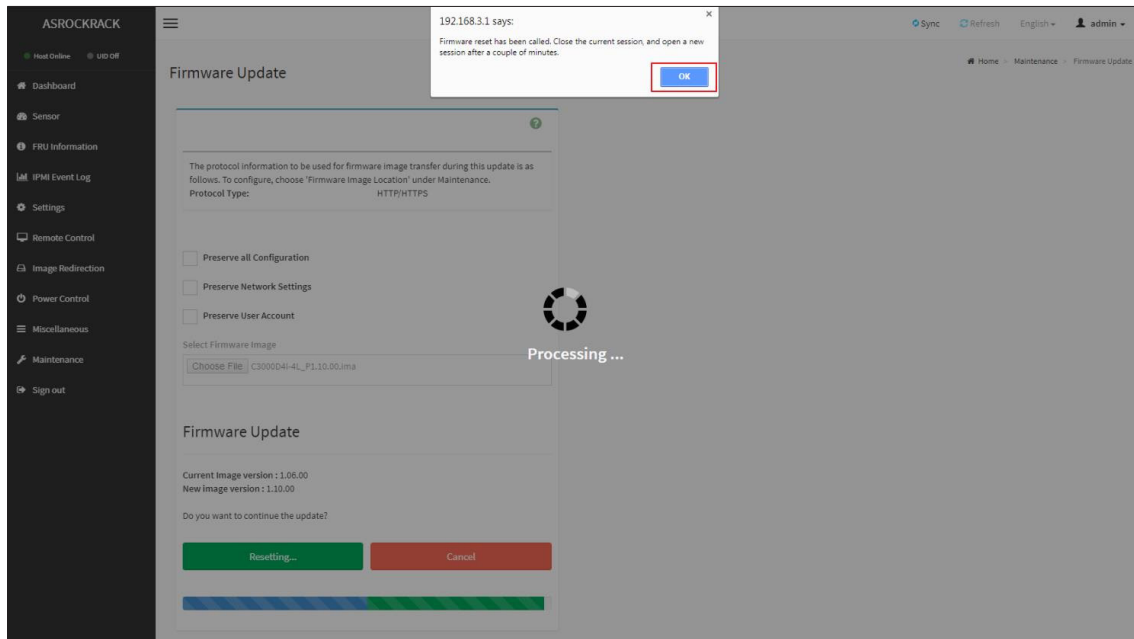 ASROCKRACK
Host Online UID Off
Dashboard
Sensor
FRU Information
IPMI Event Log
Settings
Remote Control
Image Redirection
Power Control
Miscellaneous
Maintenance
Sign out
192.168.3.1 says:
Firmware reset has been called. Close the current session, and open a new
session after a couple of minutes.
OK
Sync Refresh English admin
Home > Maintenance > Firmware Update
Firmware Update
The protocol information to be used for firmware image transfer during this update is as
follows. To configure, choose 'Firmware Image Location' under Maintenance.
Protocol Type: HTTP/HTTPS
Preserve all Configuration
Preserve Network Settings
Preserve User Account
Select Firmware Image
Choose File C3000D4I-4L_P1.10.00.ima
Processing ...
Firmware Update
Current Image version : 1.06.00
New image version : 1.10.00
Do you want to continue the update?
Resetting... Cancel